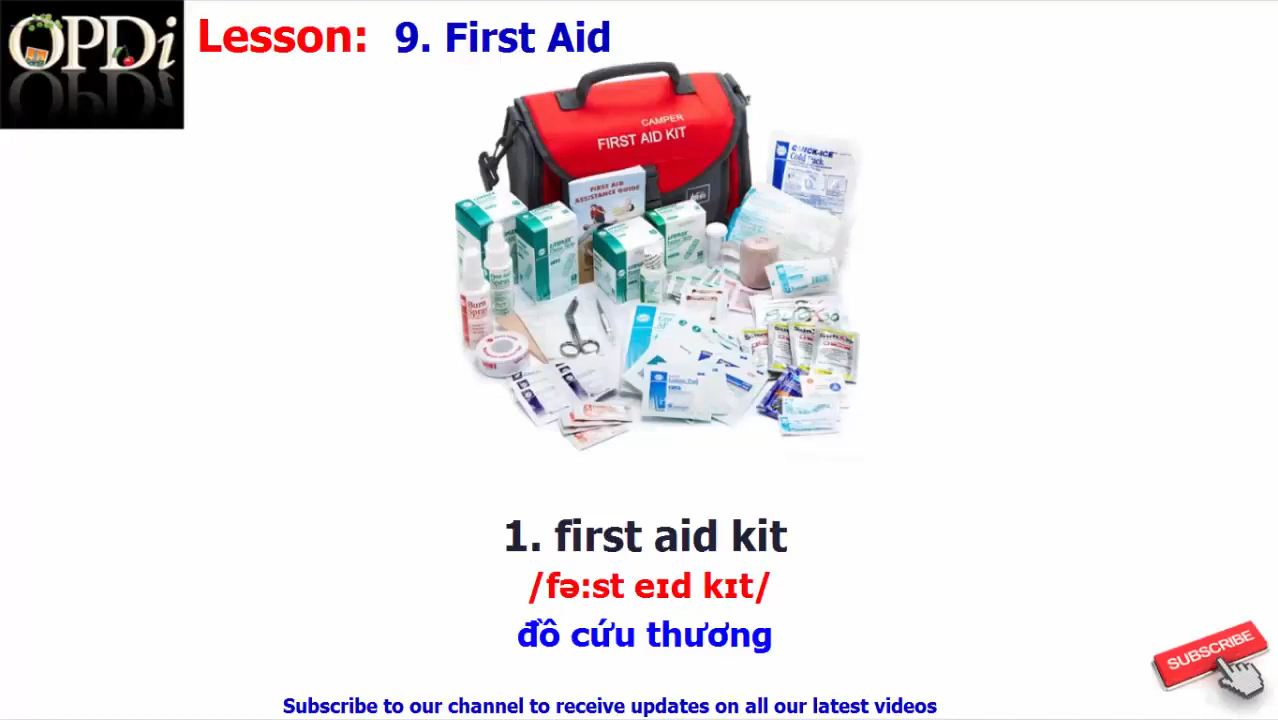 OPDi
Lesson: 9. First Aid
CAMPER
FIRST AID KIT
QUICK-ICE
Cold Pack
FIRST AID
ASSISTANCE GUIDE
Burn
Spray
1. first aid kit
/fə:st eɪd kɪt/
đồ cứu thương
SUBSCRIBE
Subscribe to our channel to receive updates on all our latest videos